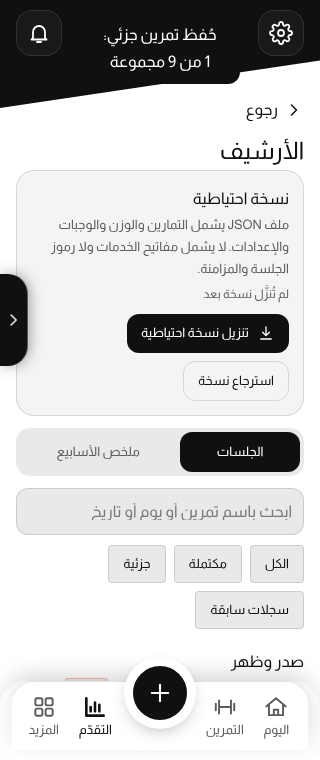 حُفظ تمرين جزئي:
1 من 9 مجموعة
رجوع
الأرشيف
نسخة احتياطية
ملف JSON يشمل التمارين والوزن والوجبات
والإعدادات. لا يشمل مفاتيح الخدمات ولا رموز
الجلسة والمزامنة.
لم تُنزَّل نسخة بعد
تنزيل نسخة احتياطية
استرجاع نسخة
الجلسات
ملخص الأسابيع
ابحث باسم تمرين أو يوم أو تاريخ
الكل
مكتملة
جزئية
سجلات سابقة
صدر وظهر
اليوم
التمرين
التقدّم
المزيد